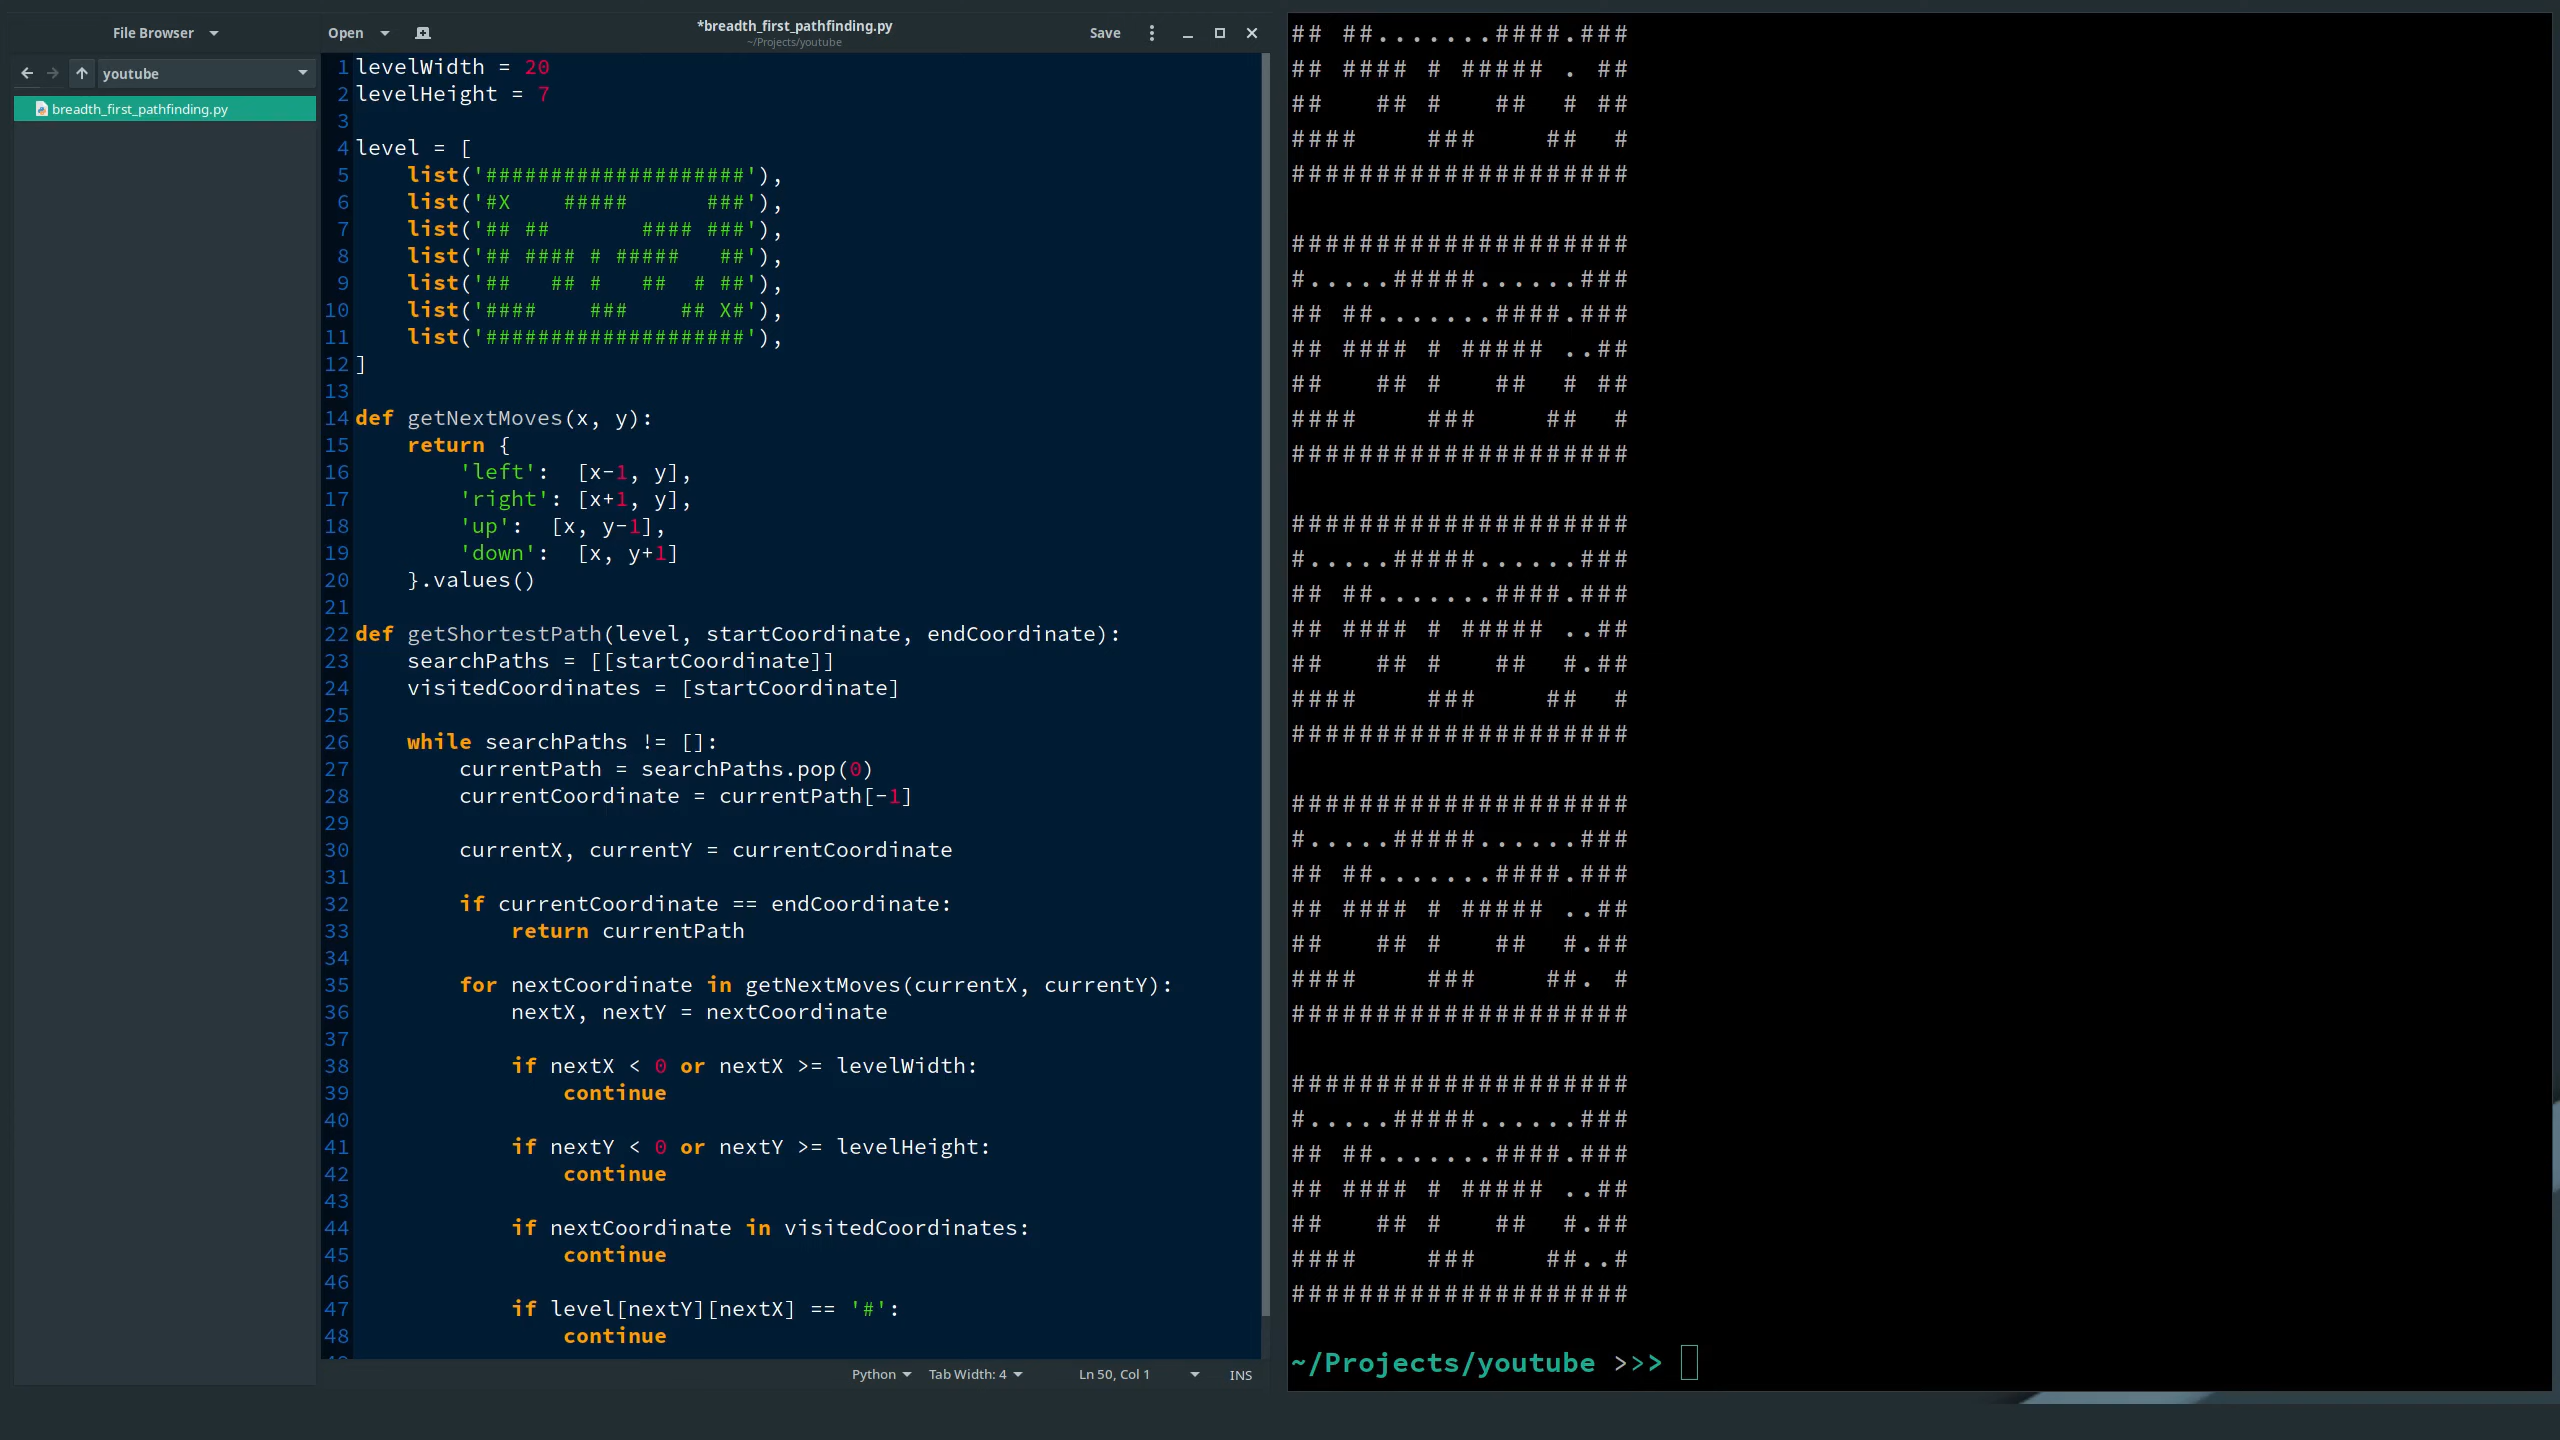 File Browser
youtube
breadth_first_pathfinding.py
Open
*breadth_first_pathfinding.py
~/Projects/youtube
Save
1 levelWidth = 20
2 levelHeight = 7
3
4 level = [
5     list('####################'),
6     list('#X    #####      ###'),
7     list('## ##       #### ###'),
8     list('## #### # #####   ##'),
9     list('##   ## #   ##  # ##'),
10     list('####    ###    ## X#'),
11     list('####################'),
12 ]
13
14 def getNextMoves(x, y):
15     return {
16         'left':  [x-1, y],
17         'right': [x+1, y],
18         'up':  [x, y-1],
19         'down':  [x, y+1]
20     }.values()
21
22 def getShortestPath(level, startCoordinate, endCoordinate):
23     searchPaths = [[startCoordinate]]
24     visitedCoordinates = [startCoordinate]
25
26     while searchPaths != []:
27         currentPath = searchPaths.pop(0)
28         currentCoordinate = currentPath[-1]
29
30         currentX, currentY = currentCoordinate
31
32         if currentCoordinate == endCoordinate:
33             return currentPath
34
35         for nextCoordinate in getNextMoves(currentX, currentY):
36             nextX, nextY = nextCoordinate
37
38             if nextX < 0 or nextX >= levelWidth:
39                 continue
40
41             if nextY < 0 or nextY >= levelHeight:
42                 continue
43
44             if nextCoordinate in visitedCoordinates:
45                 continue
46
47             if level[nextY][nextX] == '#':
48                 continue
Python
Tab Width: 4
Ln 50, Col 1
INS
## ##.......####.###
## #### # ##### . ##
##   ## #   ##  # ##
####    ###    ##  #
####################

####################
#.....#####......###
## ##.......####.###
## #### # ##### ..##
##   ## #   ##  # ##
####    ###    ##  #
####################

####################
#.....#####......###
## ##.......####.###
## #### # ##### ..##
##   ## #   ##  #.##
####    ###    ##  #
####################

####################
#.....#####......###
## ##.......####.###
## #### # ##### ..##
##   ## #   ##  #.##
####    ###    ##. #
####################

####################
#.....#####......###
## ##.......####.###
## #### # ##### ..##
##   ## #   ##  #.##
####    ###    ##..#
####################

~/Projects/youtube >>>